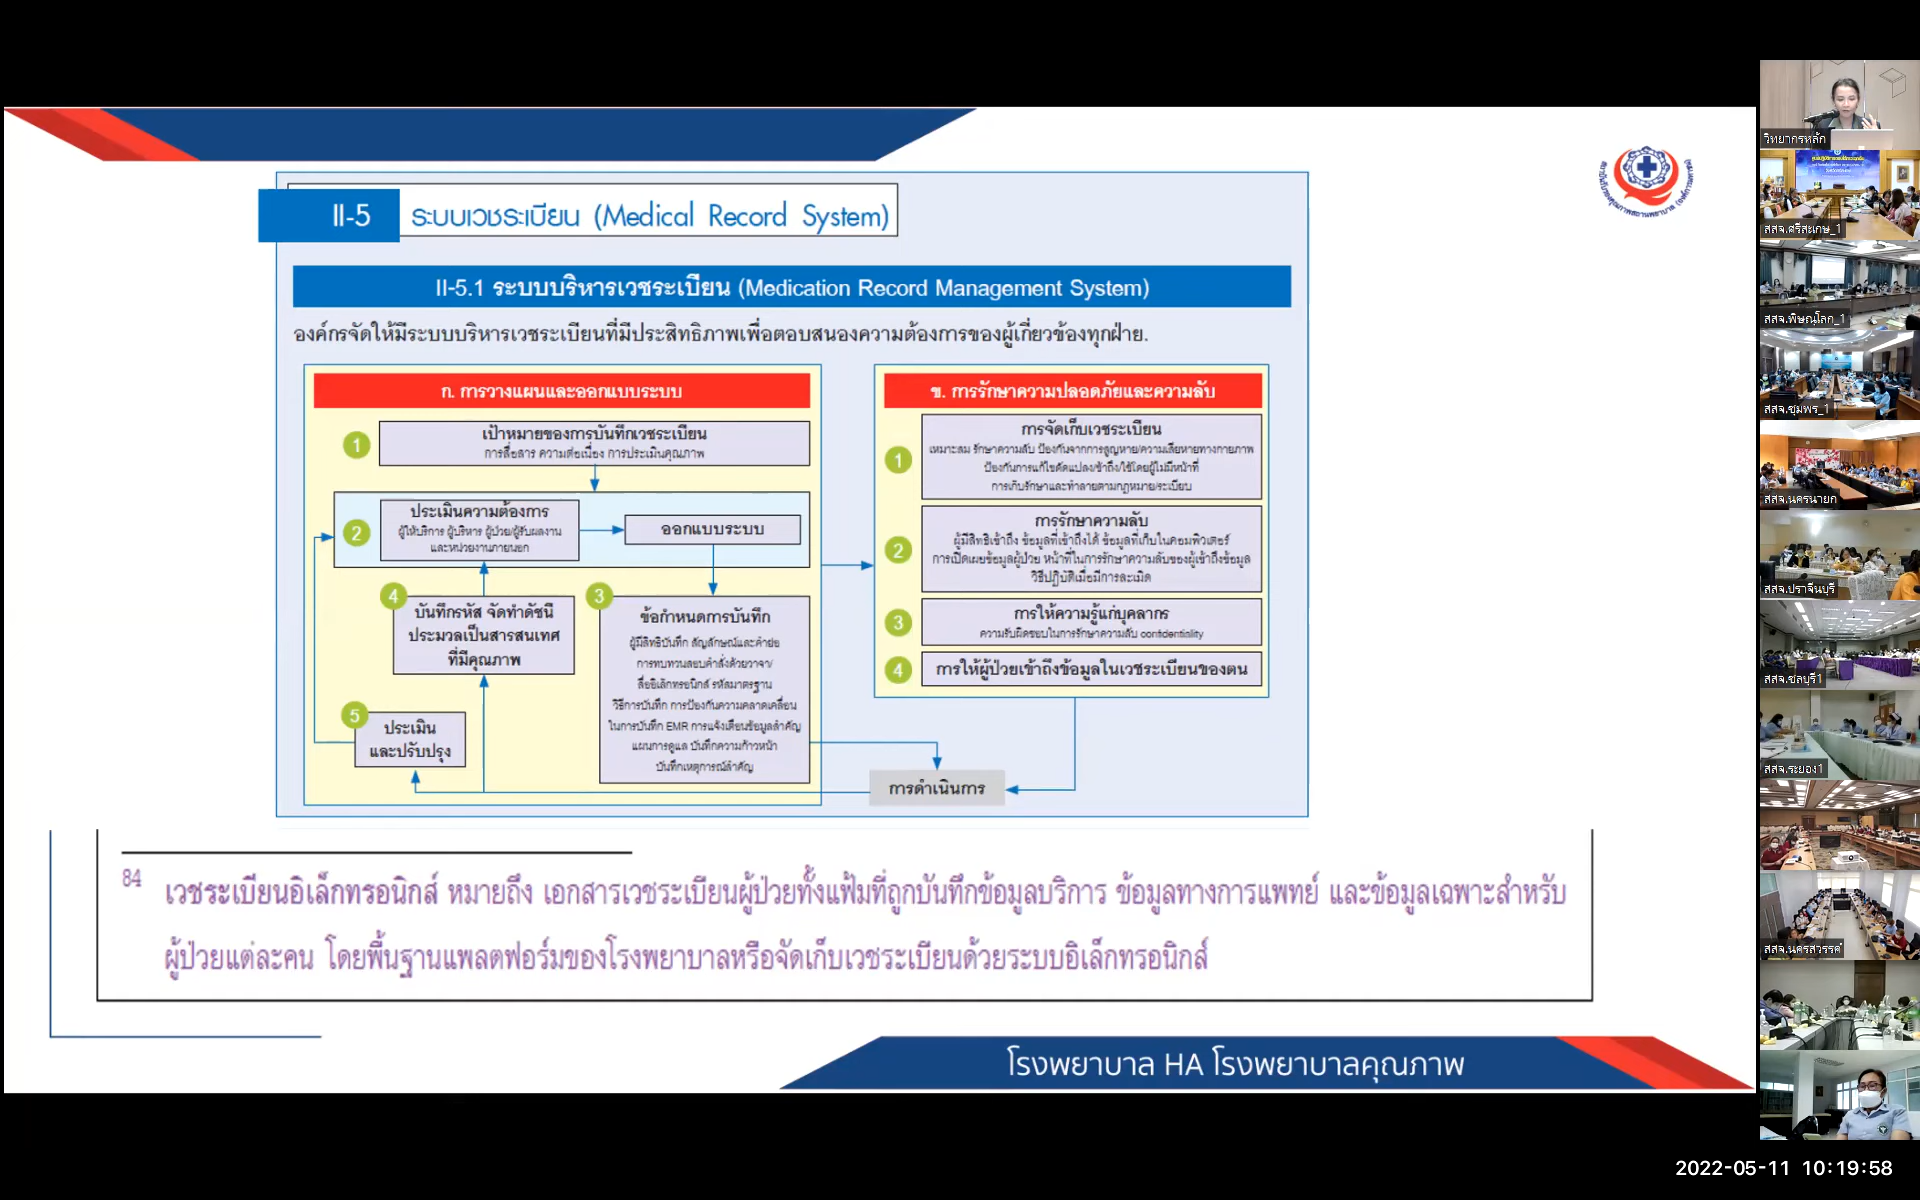 II-5 ระบบเวชระเบียน (Medical Record System)
II-5.1 ระบบบริหารเวชระเบียน (Medication Record Management System)
องค์กรจัดให้มีระบบบริหารเวชระเบียนที่มีประสิทธิภาพเพื่อตอบสนองความต้องการของผู้เกี่ยวข้องทุกฝ่าย.
ก. การวางแผนและออกแบบระบบ
1
เป้าหมายของการบันทึกเวชระเบียน
การสื่อสาร ความต่อเนื่อง การประเมินคุณภาพ
2
ประเมินความต้องการ
ผู้ให้บริการ ผู้บริหาร ผู้ป่วย/ผู้รับผลงาน
และหน่วยงานภายนอก
ออกแบบระบบ
3
ข้อกำหนดการบันทึก
ผู้มีสิทธิบันทึก สัญลักษณ์และคำย่อ
การทบทวนสอบคำสั่งด้วยวาจา/
สื่ออิเล็กทรอนิกส์ รหัสมาตรฐาน
วิธีการบันทึก การป้องกันความคลาดเคลื่อน
ในการบันทึก EMR การแจ้งเตือนข้อมูลสำคัญ
แผนการดูแล บันทึกความก้าวหน้า
บันทึกเหตุการณ์สำคัญ
4
บันทึกรหัส จัดทำดัชนี
ประมวลเป็นสารสนเทศ
ที่มีคุณภาพ
5
ประเมิน
และปรับปรุง
ข. การรักษาความปลอดภัยและความลับ
1
การจัดเก็บเวชระเบียน
เหมาะสม รักษาความลับ ป้องกันจากการสูญหาย/ความเสียหายทางกายภาพ
ป้องกันการแก้ไขดัดแปลง/เข้าถึง/ใช้โดยผู้ไม่มีหน้าที่
การเก็บรักษาและทำลายตามกฎหมาย/ระเบียบ
2
การรักษาความลับ
ผู้มีสิทธิเข้าถึง ข้อมูลที่เข้าถึงได้ ข้อมูลที่เก็บในคอมพิวเตอร์
การเปิดเผยข้อมูลผู้ป่วย หน้าที่ในการรักษาความลับของผู้เข้าถึงข้อมูล
วิธีปฏิบัติเมื่อมีการละเมิด
3
การให้ความรู้แก่บุคลากร
ความรับผิดชอบในการรักษาความลับ confidentiality
4
การให้ผู้ป่วยเข้าถึงข้อมูลในเวชระเบียนของตน
การดำเนินการ
84 เวชระเบียนอิเล็กทรอนิกส์ หมายถึง เอกสารเวชระเบียนผู้ป่วยทั้งแฟ้มที่ถูกบันทึกข้อมูลบริการ ข้อมูลทางการแพทย์ และข้อมูลเฉพาะสำหรับ
ผู้ป่วยแต่ละคน โดยพื้นฐานแพลตฟอร์มของโรงพยาบาลหรือจัดเก็บเวชระเบียนด้วยระบบอิเล็กทรอนิกส์
โรงพยาบาล HA โรงพยาบาลคุณภาพ
วิทยากรหลัก
สสจ.ศรีสะเกษ_1
สสจ.พิษณุโลก_1
สสจ.ชุมพร_1
สสจ.นครนายก
สสจ.ปราจีนบุรี
สสจ.ชลบุรี1
สสจ.ระยอง1
สสจ.นครสวรรค์
2022-05-11 10:19:58